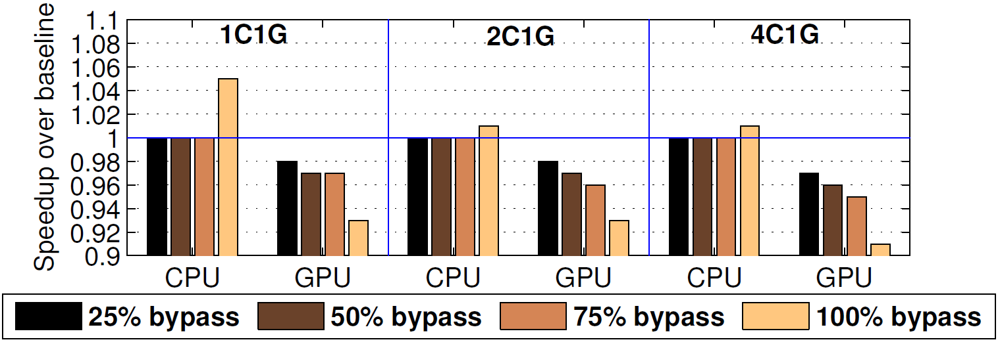 Speedup over baseline
1.1
1.08
1.06
1.04
1.02
1
0.98
0.96
0.94
0.92
0.9
1C1G
2C1G
4C1G
CPU
GPU
CPU
GPU
CPU
GPU
25% bypass
50% bypass
75% bypass
100% bypass